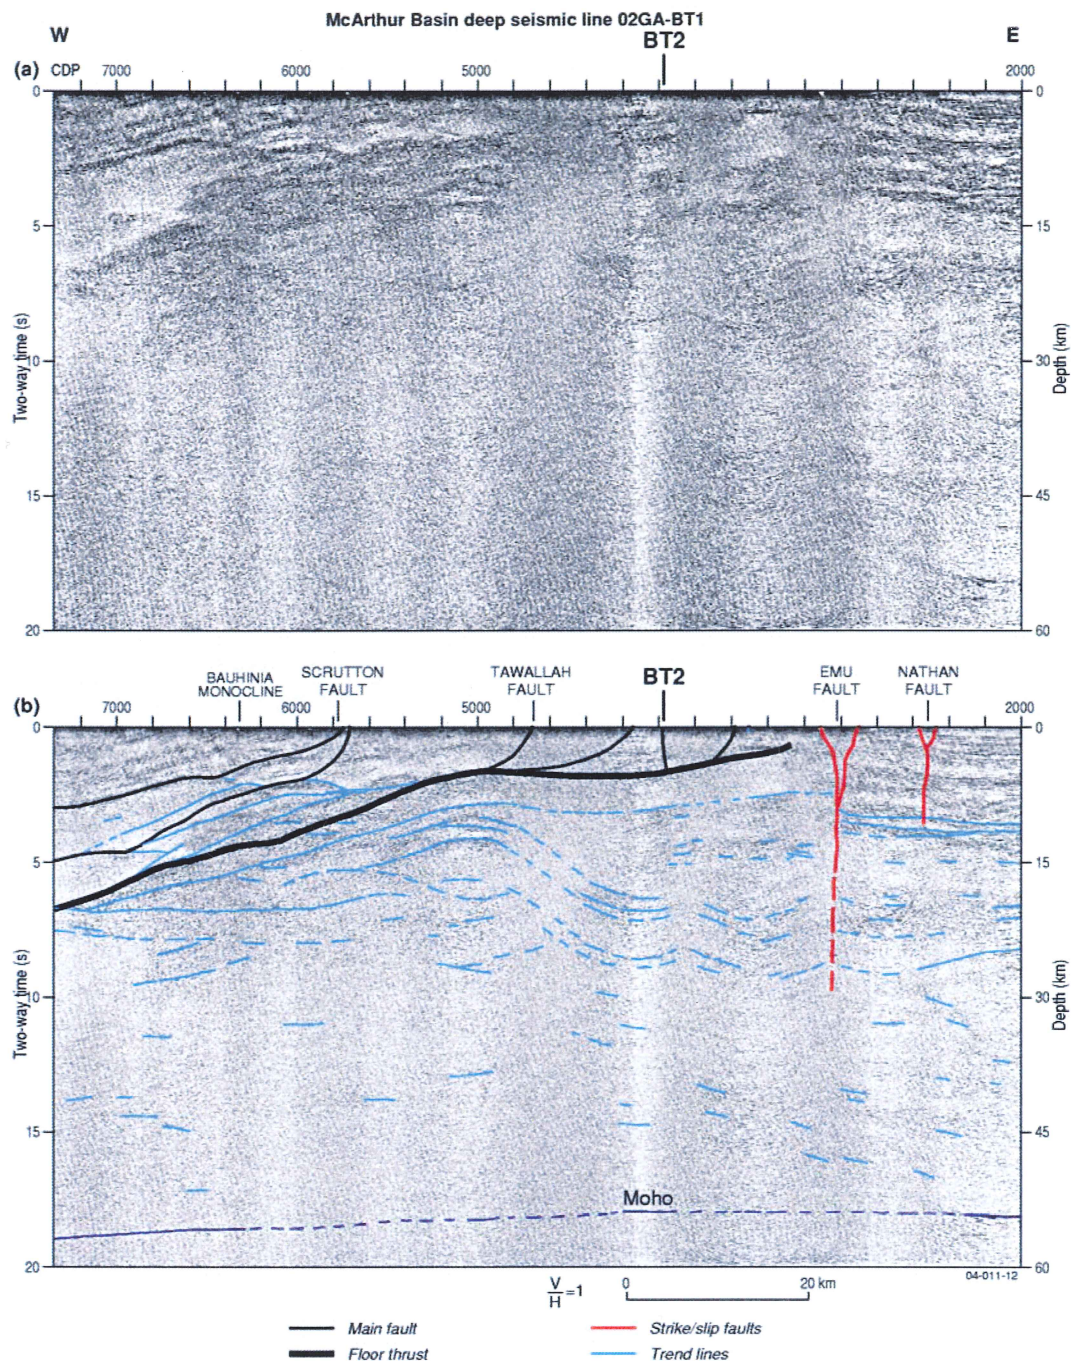 McArthur Basin deep seismic line 02GA-BT1
W
BT2
E
(a)
CDP
7000
6000
5000
2000
0
5
10
15
20
Two-way time (s)
0
15
30
45
60
Depth (km)
BAUHINIA
MONOCLINE
SCRUTTON
FAULT
TAWALLAH
FAULT
BT2
EMU
FAULT
NATHAN
FAULT
(b)
7000
6000
5000
2000
0
5
10
15
20
Two-way time (s)
0
15
30
45
60
Depth (km)
Moho
V
H
=1
0
20 km
04-011-12
Main fault
Strike/slip faults
Floor thrust
Trend lines